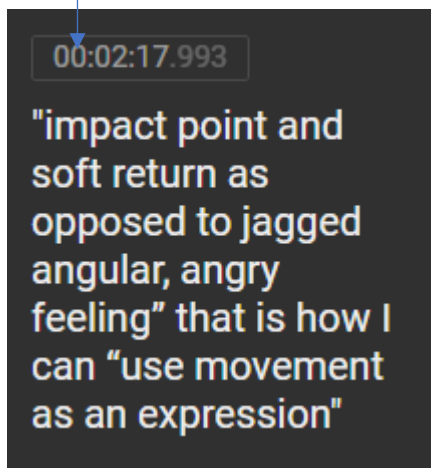 00:02:17.993
"impact point and
soft return as
opposed to jagged
angular, angry
feeling” that is how I
can “use movement
as an expression"